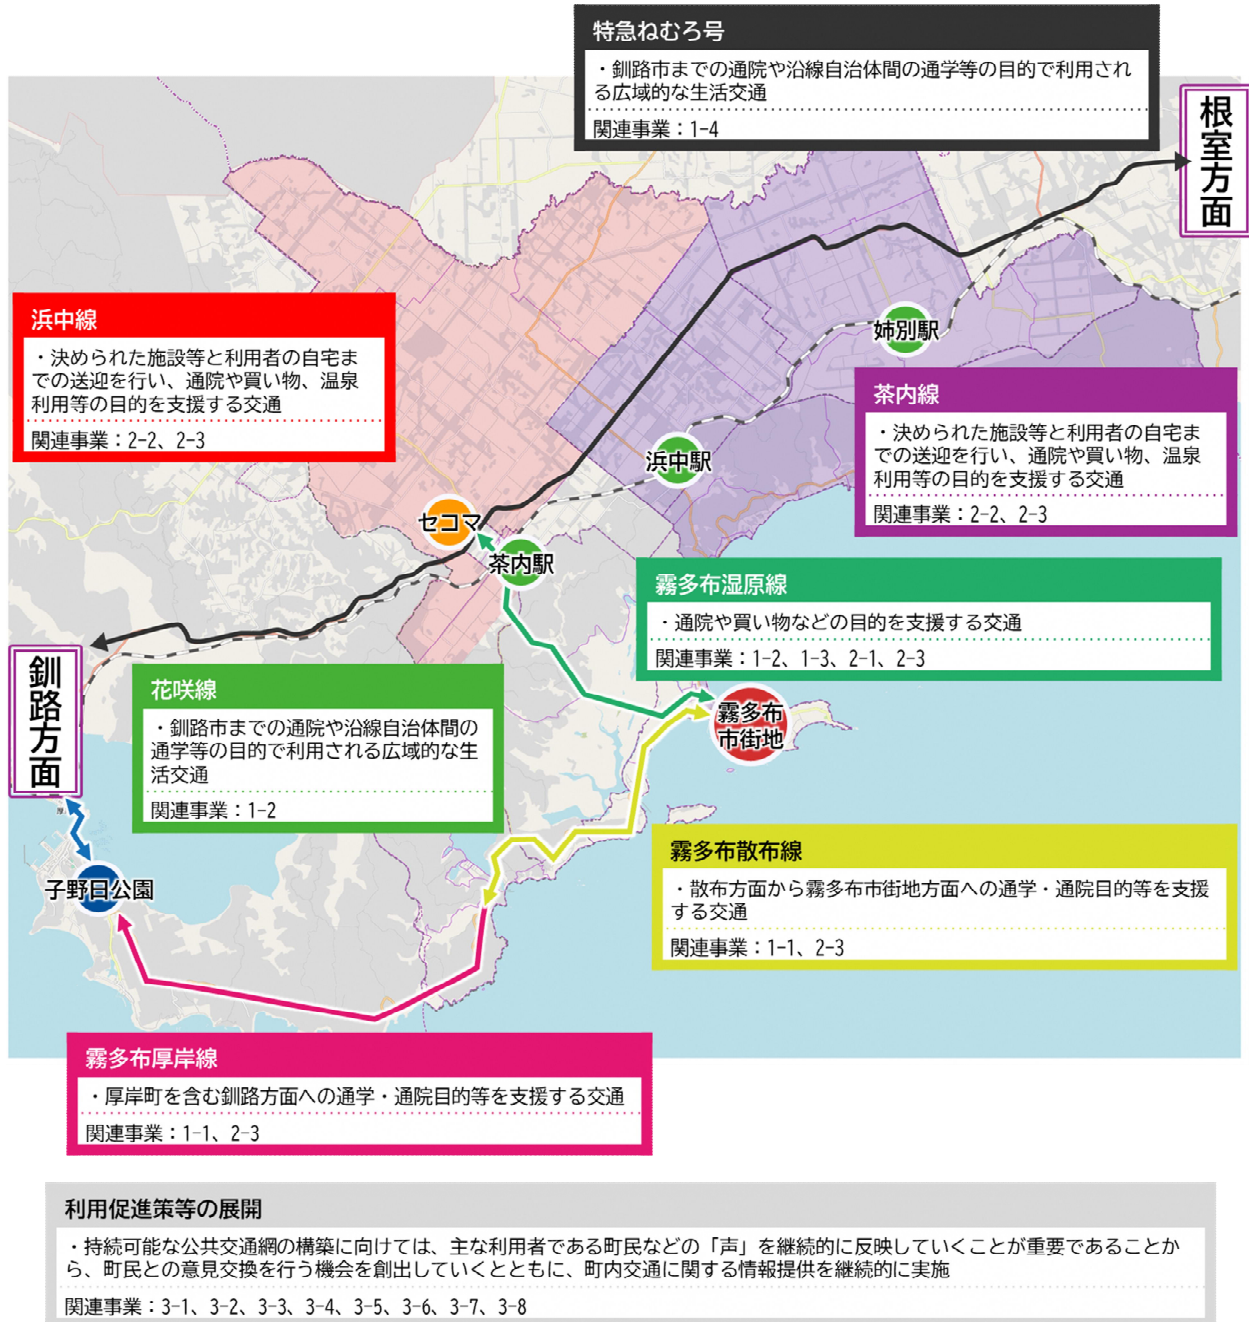 特急ねむろ号
・釧路市までの通院や沿線自治体間の通学等の目的で利用され
る広域的な生活交通
関連事業：1-4
根室方面
浜中線
・決められた施設等と利用者の自宅ま
での送迎を行い、通院や買い物、温泉
利用等の目的を支援する交通
関連事業：2-2、2-3
姉別駅
茶内線
・決められた施設等と利用者の自宅ま
での送迎を行い、通院や買い物、温泉
利用等の目的を支援する交通
関連事業：2-2、2-3
浜中駅
セコマ
茶内駅
霧多布湿原線
・通院や買い物などの目的を支援する交通
関連事業：1-2、1-3、2-1、2-3
釧路方面
花咲線
・釧路市までの通院や沿線自治体間の
通学等の目的で利用される広域的な生
活交通
関連事業：1-2
霧多布
市街地
子野日公園
霧多布散布線
・散布方面から霧多布市街地方面への通学・通院目的等を支援
する交通
関連事業：1-1、2-3
霧多布厚岸線
・厚岸町を含む釧路方面への通学・通院目的等を支援する交通
関連事業：1-1、2-3
利用促進策等の展開
・持続可能な公共交通網の構築に向けては、主な利用者である町民などの「声」を継続的に反映していくことが重要であることか
ら、町民との意見交換を行う機会を創出していくとともに、町内交通に関する情報提供を継続的に実施
関連事業：3-1、3-2、3-3、3-4、3-5、3-6、3-7、3-8